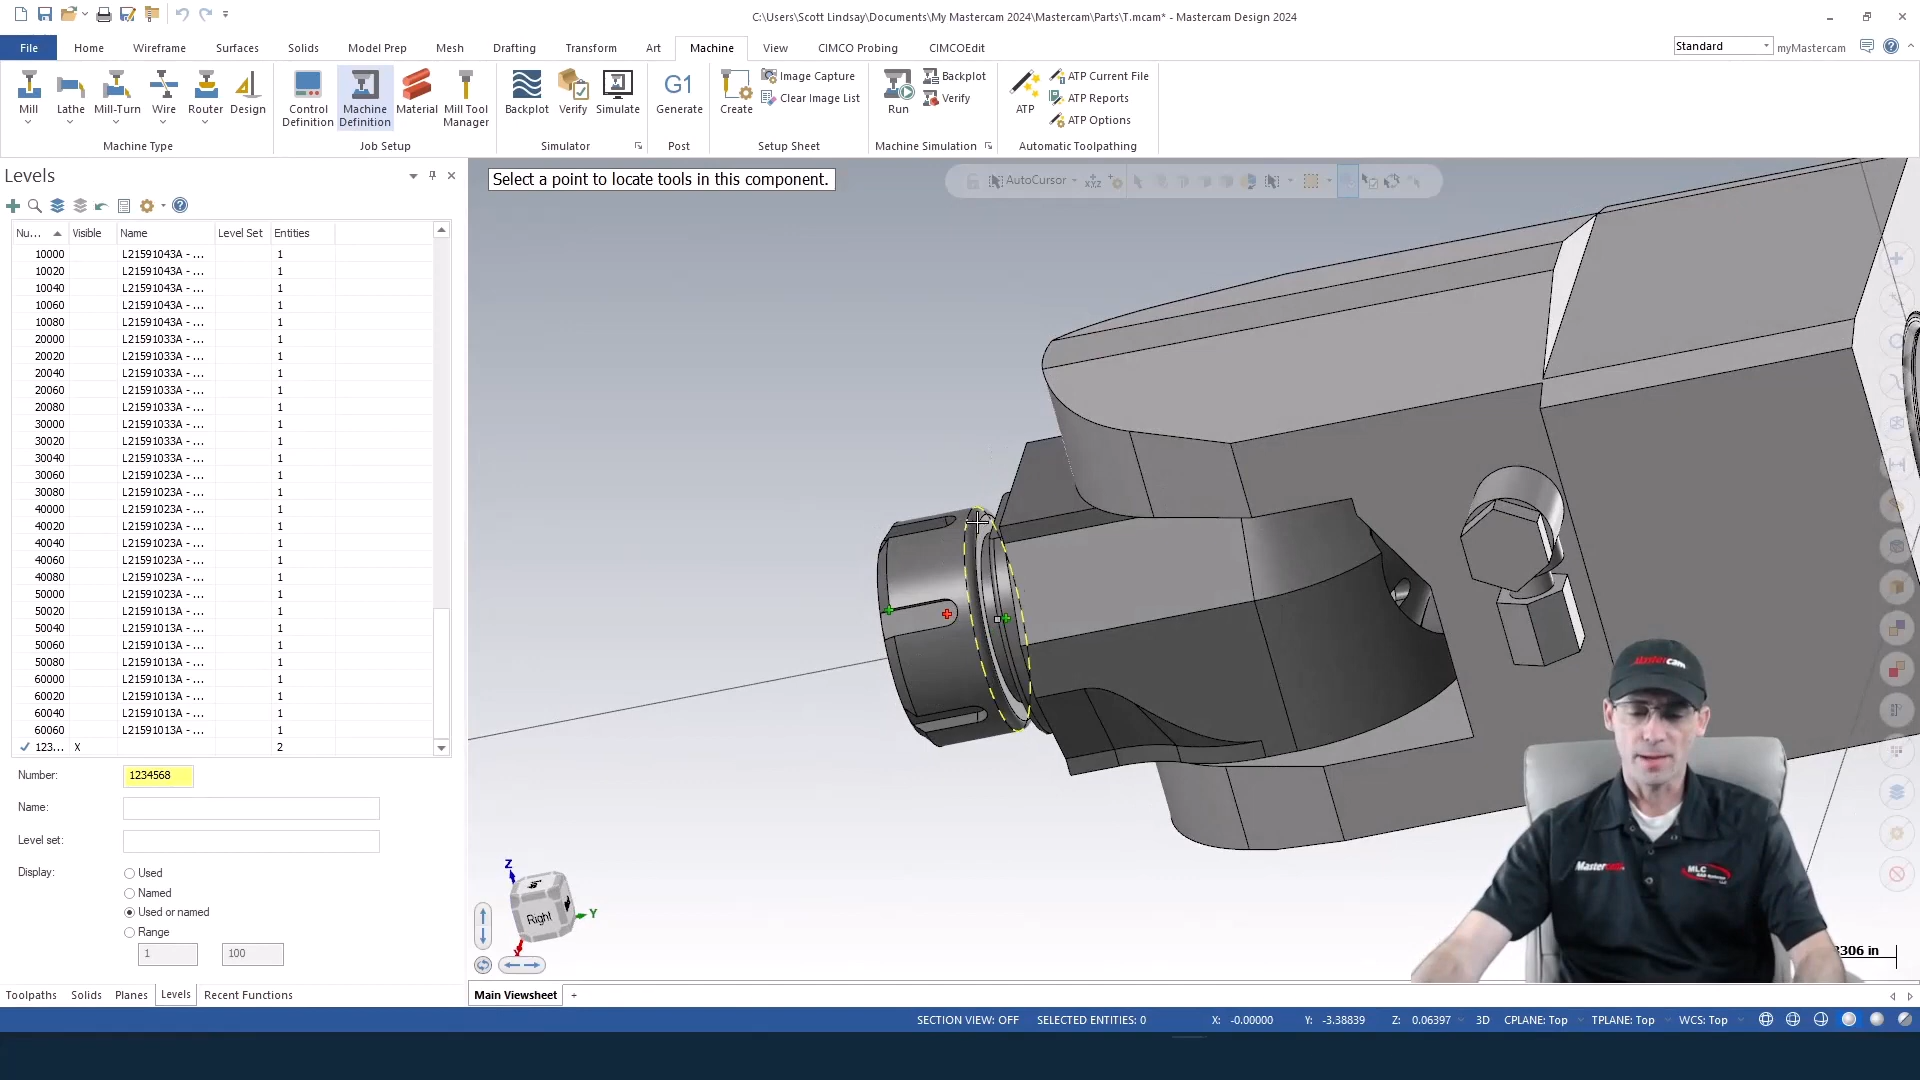 C:\Users\Scott Lindsay\Documents\My Mastercam 2024\Mastercam\Parts\T.mcam* - Mastercam Design 2024
File Home Wireframe Surfaces Solids Model Prep Mesh Drafting Transform Art Machine View CIMCO Probing CIMCOEdit Standard myMastercam
Mill Lathe Mill-Turn Wire Router Design
Machine Type
Control Definition Machine Definition Material Mill Tool Manager
Job Setup
Backplot Verify Simulate
Simulator
G1
Generate
Post
Create Image Capture
Clear Image List
Setup Sheet
Run Backplot
Verify
Machine Simulation
ATP ATP Current File
ATP Reports
ATP Options
Automatic Toolpathing
Levels
Select a point to locate tools in this component.
AutoCursor
Nu... Visible Name Level Set Entities
10000 L21591043A - ... 1
10020 L21591043A - ... 1
10040 L21591043A - ... 1
10060 L21591043A - ... 1
10080 L21591043A - ... 1
20000 L21591033A - ... 1
20020 L21591033A - ... 1
20040 L21591033A - ... 1
20060 L21591033A - ... 1
20080 L21591033A - ... 1
30000 L21591033A - ... 1
30020 L21591033A - ... 1
30040 L21591033A - ... 1
30060 L21591023A - ... 1
30080 L21591023A - ... 1
40000 L21591023A - ... 1
40020 L21591023A - ... 1
40040 L21591023A - ... 1
40060 L21591023A - ... 1
40080 L21591023A - ... 1
50000 L21591023A - ... 1
50020 L21591013A - ... 1
50040 L21591013A - ... 1
50060 L21591013A - ... 1
50080 L21591013A - ... 1
60000 L21591013A - ... 1
60020 L21591013A - ... 1
60040 L21591013A - ... 1
60060 L21591013A - ... 1
123... X 2
Number: 1234568
Name:
Level set:
Display: Used
Named
Used or named
Range
1 100
Z
Right
Y
X
Mastercam
Mastercam MLC
3306 in
Toolpaths Solids Planes Levels Recent Functions
Main Viewsheet +
SECTION VIEW: OFF SELECTED ENTITIES: 0 X: -0.00000 Y: -3.38839 Z: 0.06397 3D CPLANE: Top TPLANE: Top WCS: Top